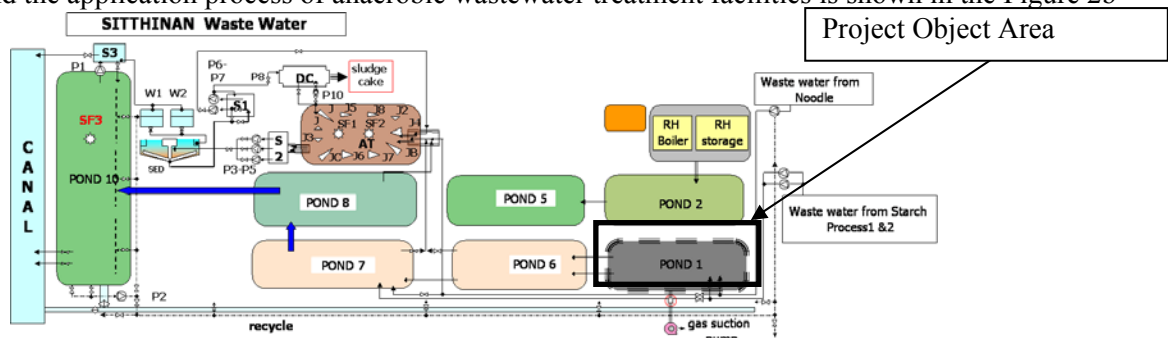 d the application process of anaerobic wastewater treatment facilities is shown in the Figure 2b
SITTHINAN Waste Water
Project Object Area
S3
P1
P6-
P7
P8
DC
sludge
cake
P10
Waste water from
Noodle
W1 W2
S1
J
J5
J8
J2
SF3
SF1
SF2
J4
RH
Boiler
RH
storage
J3
AT
S
2
SED
P3-P5
JC
J6
J7
JB
C
A
N
A
L
POND 10
POND 8
POND 5
POND 2
Waste water from Starch
Process1 &2
POND 7
POND 6
POND 1
P2
recycle
gas suction